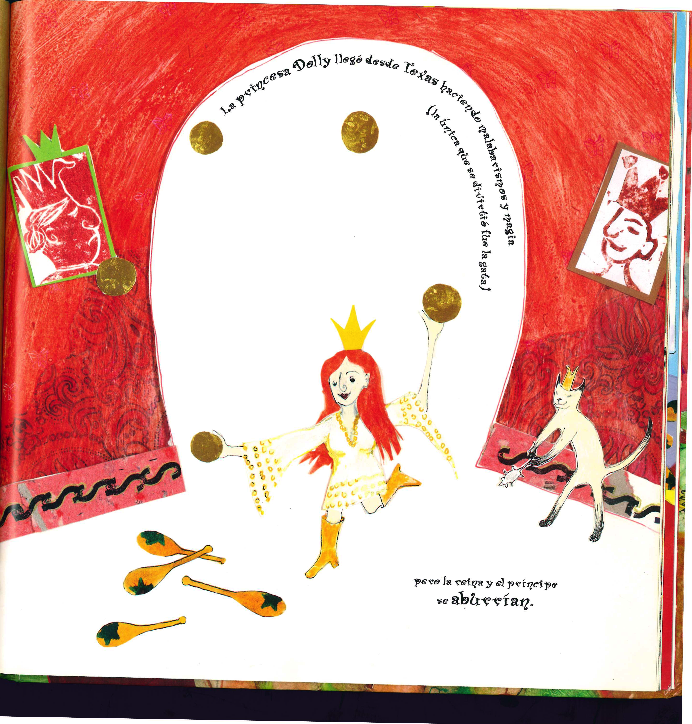 La princesa Dolly llegó desde Texas haciendo malabarismos y magia
(la única que se divirtió fue la gata)
pero la reina y el príncipe
se aburrían.